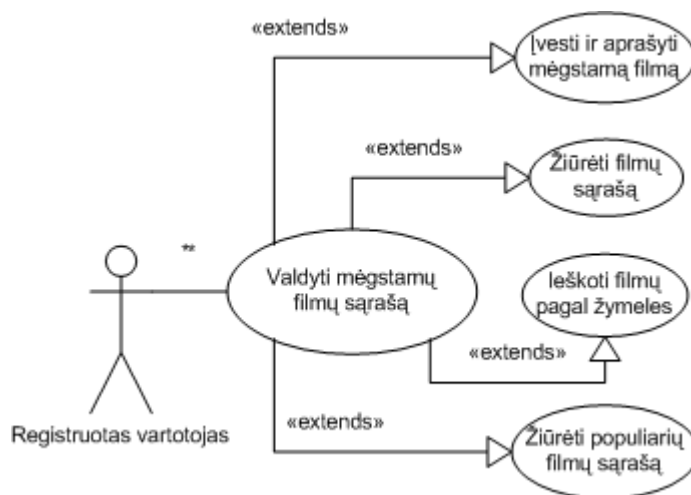 «extends»
Įvesti ir aprašyti
mėgstamą filmą
«extends»
Žiūrėti filmų
sąrašą
**
Valdyti mėgstamų
filmų sąrašą
Ieškoti filmų
pagal žymeles
«extends»
Registruotas vartotojas
«extends»
Žiūrėti populiarių
filmų sąrašą